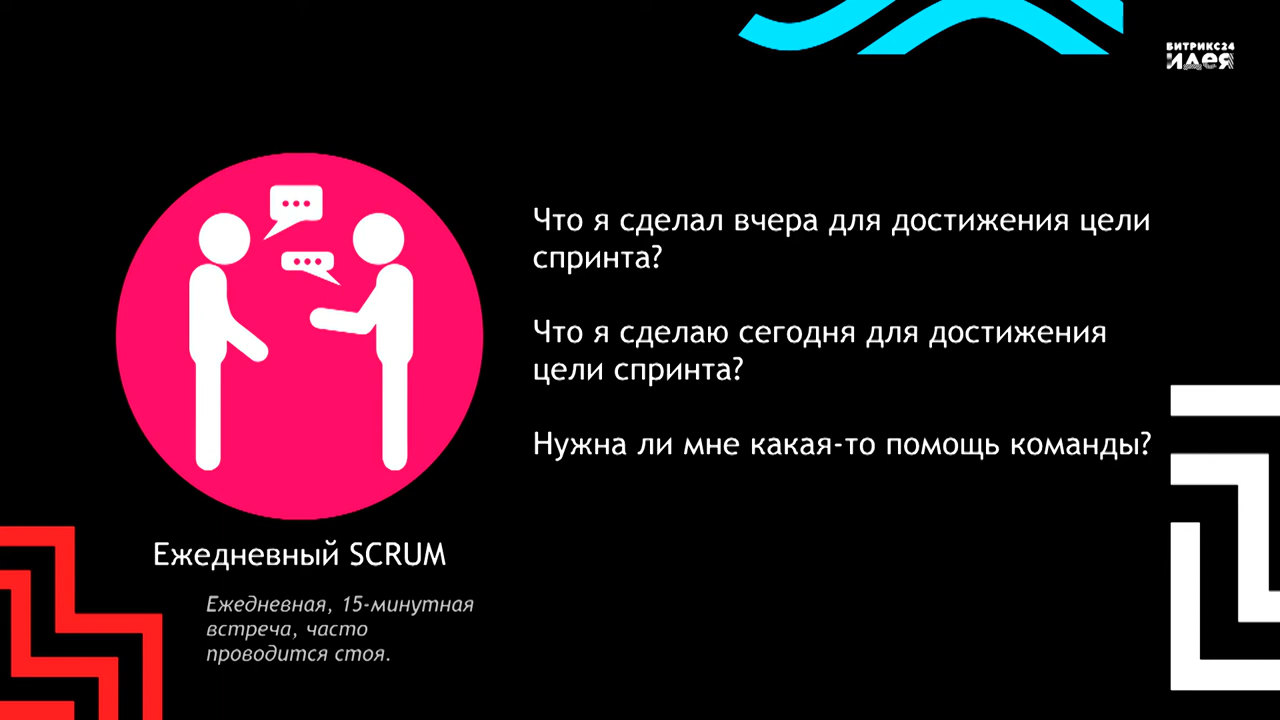 БИТРИКС24
идея
Что я сделал вчера для достижения цели
спринта?
Что я сделаю сегодня для достижения
цели спринта?
Нужна ли мне какая-то помощь команды?
Ежедневный SCRUM
Ежедневная, 15-минутная
встреча, часто
проводится стоя.